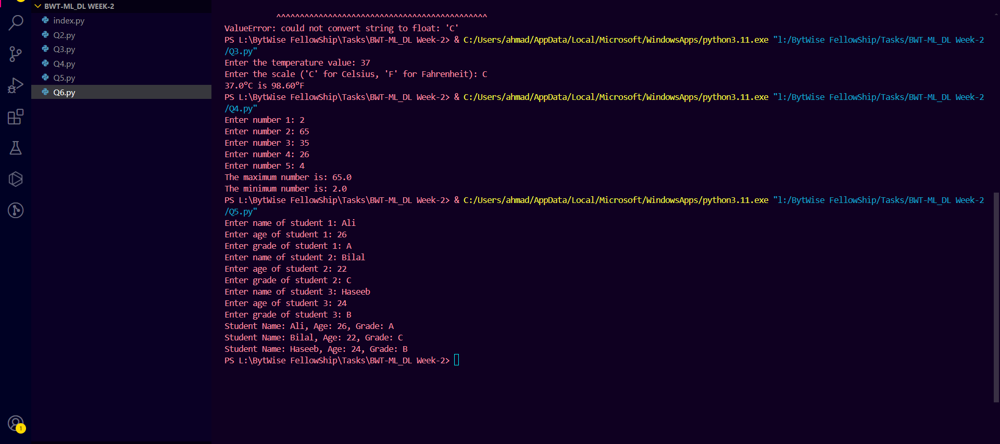 BWT-ML_DL WEEK-2
index.py
Q2.py
Q3.py
Q4.py
Q5.py
Q6.py
1
^^^^^^^^^^^^^^^^^^^^^^^^^^^^^^^^^^^^^^^^^^^^^
ValueError: could not convert string to float: 'C'
PS L:\BytWise FellowShip\Tasks\BWT-ML_DL Week-2> & C:/Users/ahmad/AppData/Local/Microsoft/WindowsApps/python3.11.exe "l:/BytWise FellowShip/Tasks/BWT-ML_DL Week-2
/Q3.py"
Enter the temperature value: 37
Enter the scale ('C' for Celsius, 'F' for Fahrenheit): C
37.0°C is 98.60°F
PS L:\BytWise FellowShip\Tasks\BWT-ML_DL Week-2> & C:/Users/ahmad/AppData/Local/Microsoft/WindowsApps/python3.11.exe "l:/BytWise FellowShip/Tasks/BWT-ML_DL Week-2
/Q4.py"
Enter number 1: 2
Enter number 2: 65
Enter number 3: 35
Enter number 4: 26
Enter number 5: 4
The maximum number is: 65.0
The minimum number is: 2.0
PS L:\BytWise FellowShip\Tasks\BWT-ML_DL Week-2> & C:/Users/ahmad/AppData/Local/Microsoft/WindowsApps/python3.11.exe "l:/BytWise FellowShip/Tasks/BWT-ML_DL Week-2
/Q5.py"
Enter name of student 1: Ali
Enter age of student 1: 26
Enter grade of student 1: A
Enter name of student 2: Bilal
Enter age of student 2: 22
Enter grade of student 2: C
Enter name of student 3: Haseeb
Enter age of student 3: 24
Enter grade of student 3: B
Student Name: Ali, Age: 26, Grade: A
Student Name: Bilal, Age: 22, Grade: C
Student Name: Haseeb, Age: 24, Grade: B
PS L:\BytWise FellowShip\Tasks\BWT-ML_DL Week-2>